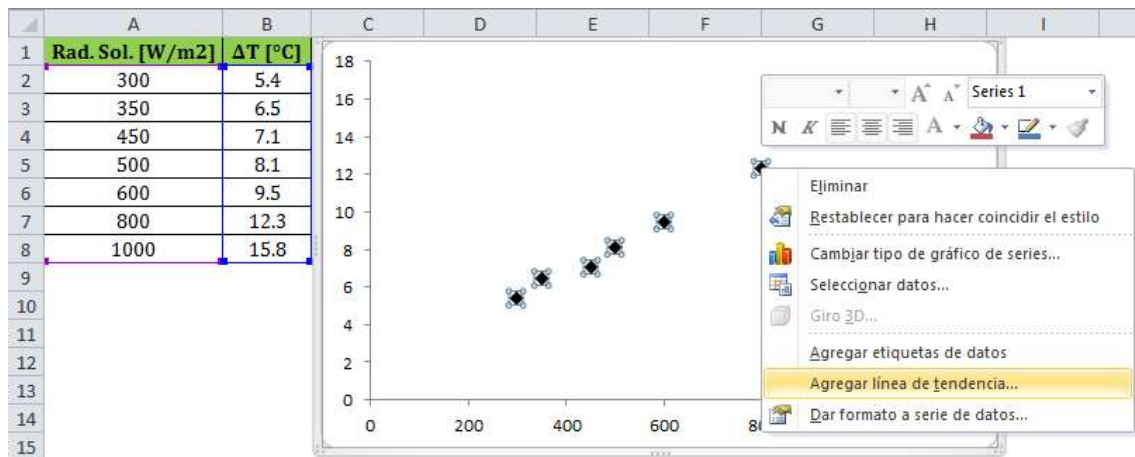 A B C D E F G H I
1 Rad. Sol. [W/m2] ΔT [°C]
2 300 5.4
3 350 6.5
4 450 7.1
5 500 8.1
6 600 9.5
7 800 12.3
8 1000 15.8
9
10
11
12
13
14
15
18
16
14
12
10
8
6
4
2
0
0 200 400 600
A A Series 1
N K A
Eliminar
Restablecer para hacer coincidir el estilo
Cambiar tipo de gráfico de series...
Seleccionar datos...
Giro 3D...
Agregar etiquetas de datos
Agregar línea de tendencia...
Dar formato a serie de datos...